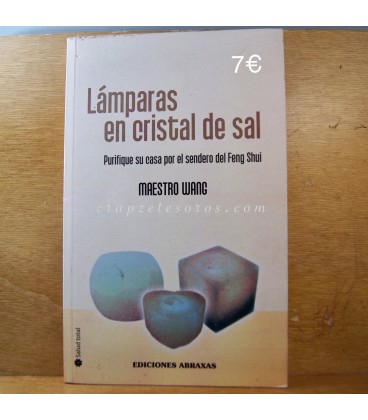 7€
Lámparas
en cristal de sal
Purifique su casa por el sendero del Feng Shui
MAESTRO WANG
ctapzetesoros.com
Salud total
EDICIONES ABRAXAS